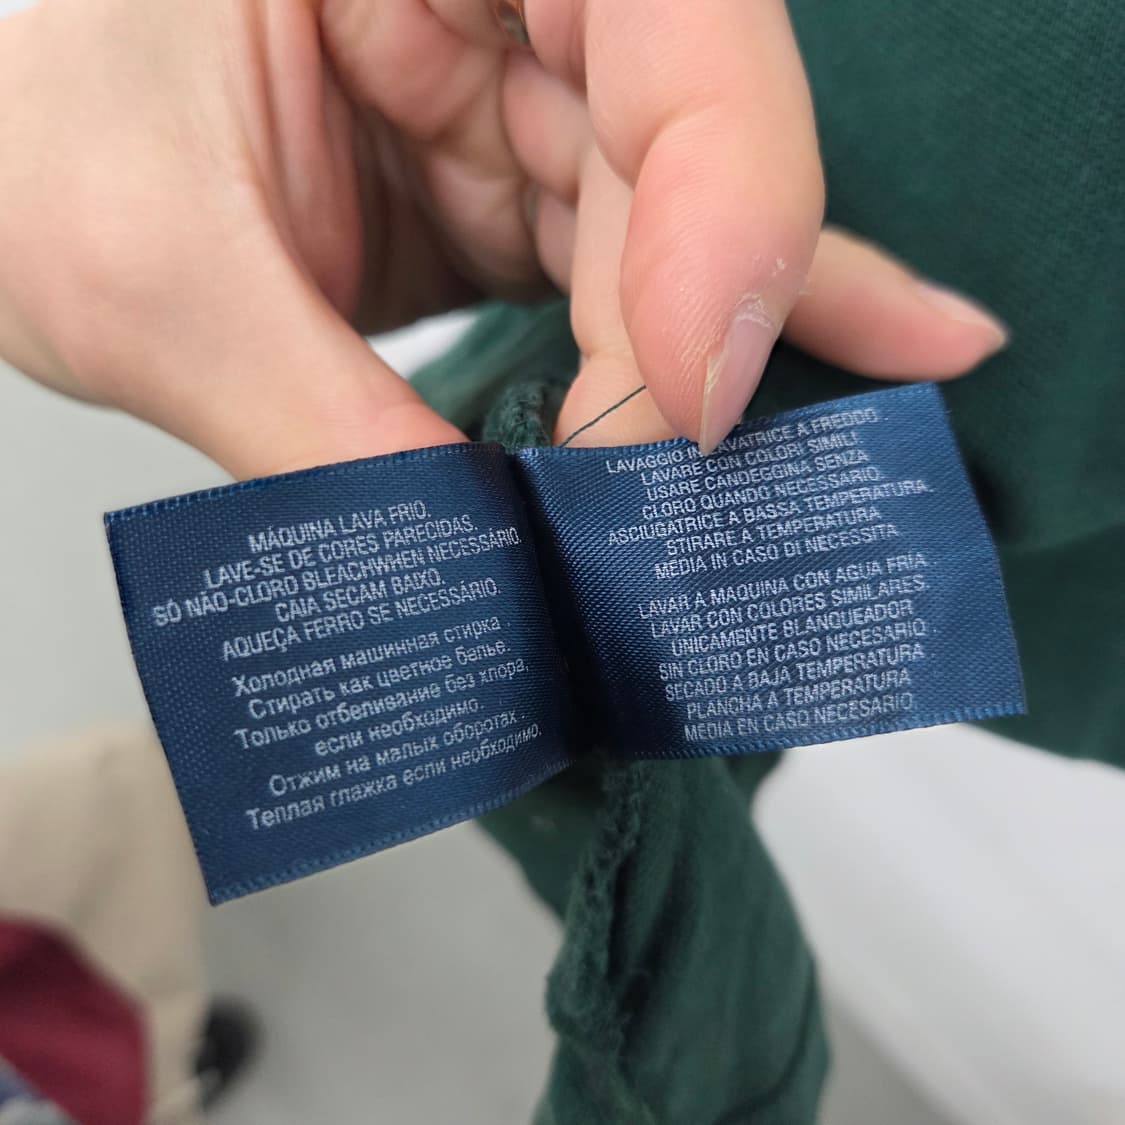 MÁQUINA LAVA FRIO.
LAVE-SE DE CORES PARECIDAS.
SÓ NÃO-CLORO BLEACHWHEN NECESSÁRIO.
CAIA SECAM BAIXO.
AQUEÇA FERRO SE NECESSÁRIO.
Холодная машинная стирка .
Стирать как цветное балье.
Только отбеливание без хлора,
если необходимо.
Отжим на малых оборотах .
Теплая глажка если необходимо.
LAVAGGIO IN A FREDDO.
LAVARE CON COLORI SIMILI
USARE CANDEGGINA SENZA
CLORO QUANDO NECESSARIO.
ASCIUGATRICE A BASSA TEMPERATURA
STIRARE A TEMPERATURA
MEDIA IN CASO DI NECESSITA
LAVAR A MAQUINA CON AGUA FRÍA
LAVAR CON COLORES SIMILARES.
UNICAMENTE BLANQUEADOR
SIN CLORO EN CASO NECESARIO .
SECADO A BAJA TEMPERATURA
PLANCHA A TEMPERATURA
MEDIA EN CASO NECESARIO